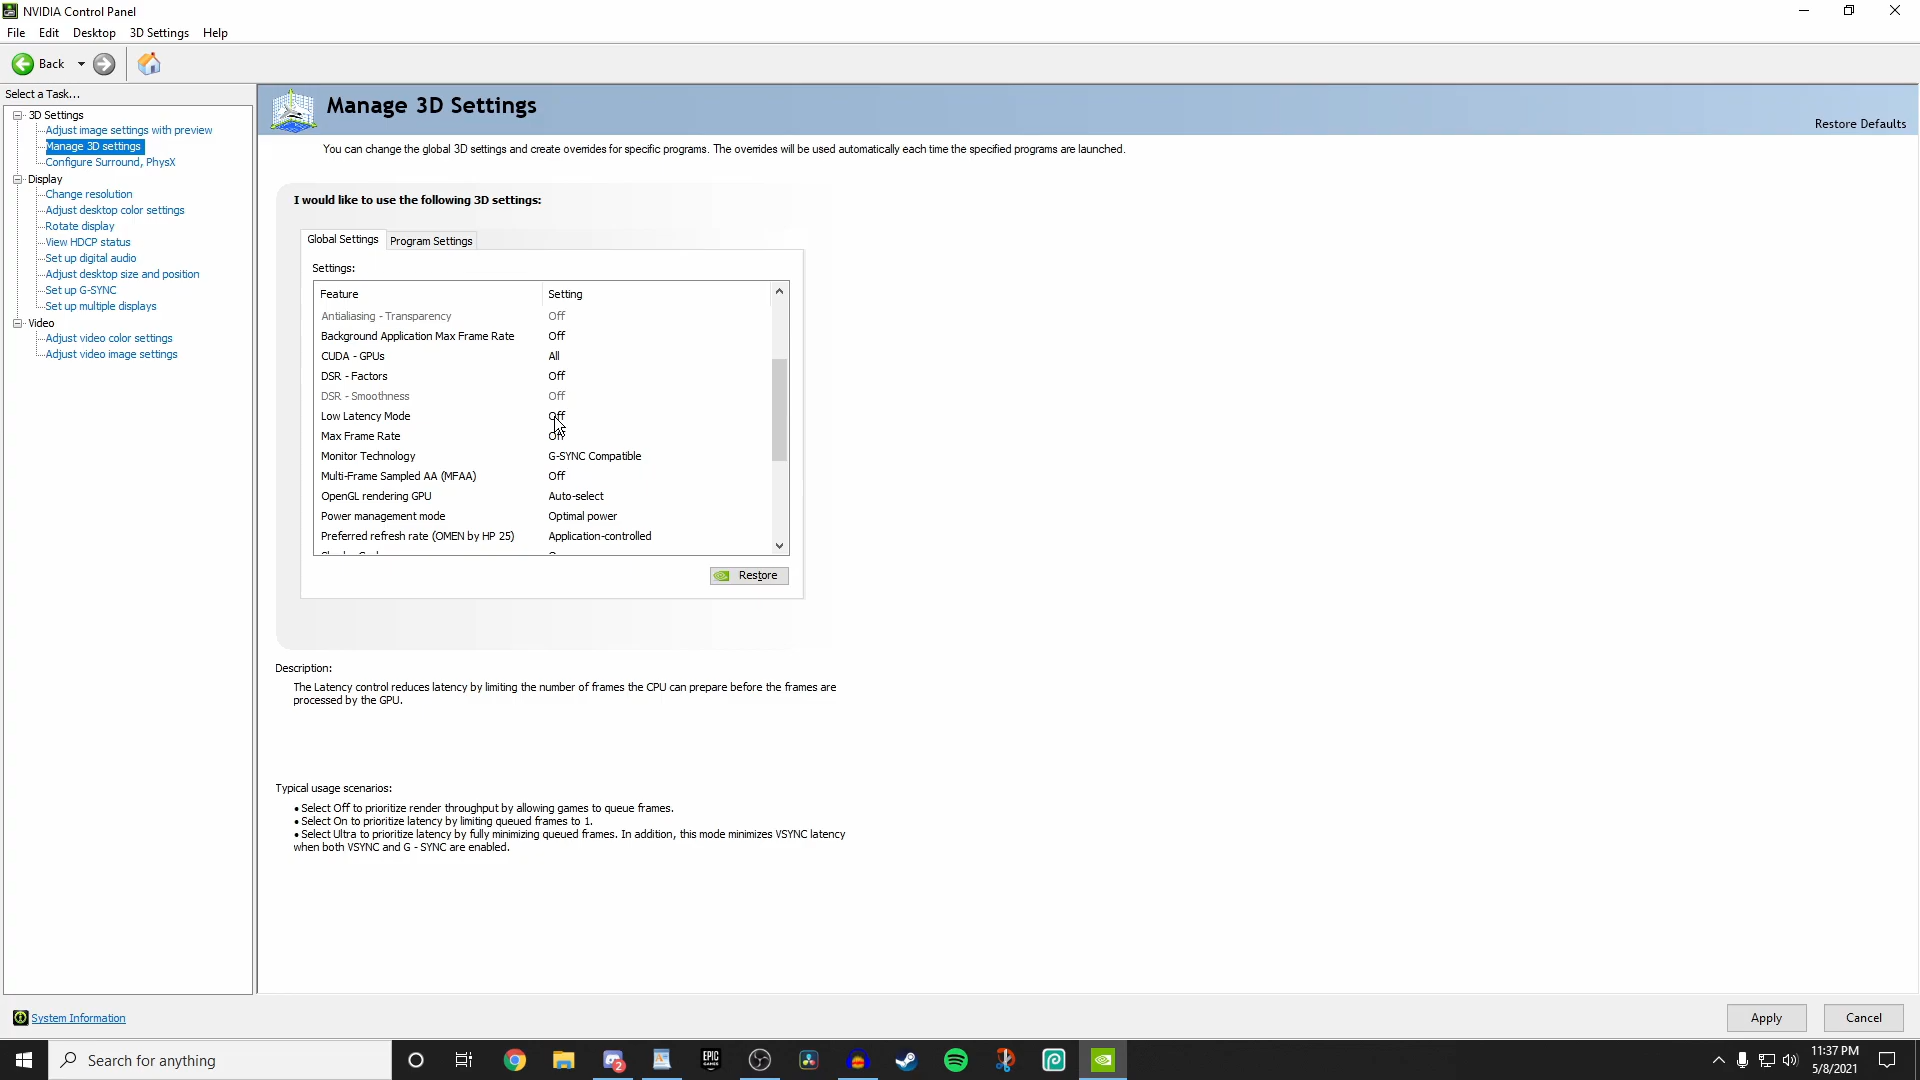 NVIDIA Control Panel
File Edit Desktop 3D Settings Help
Back
Select a Task...
3D Settings
Adjust image settings with preview
Manage 3D settings
Configure Surround, PhysX
Display
Change resolution
Adjust desktop color settings
Rotate display
View HDCP status
Set up digital audio
Adjust desktop size and position
Set up G-SYNC
Set up multiple displays
Video
Adjust video color settings
Adjust video image settings
Manage 3D Settings
Restore Defaults
You can change the global 3D settings and create overrides for specific programs. The overrides will be used automatically each time the specified programs are launched.
I would like to use the following 3D settings:
Global Settings Program Settings
Settings:
Feature Setting
Antialiasing - Transparency Off
Background Application Max Frame Rate Off
CUDA - GPUs All
DSR - Factors Off
DSR - Smoothness Off
Low Latency Mode Off
Max Frame Rate Off
Monitor Technology G-SYNC Compatible
Multi-Frame Sampled AA (MFAA) Off
OpenGL rendering GPU Auto-select
Power management mode Optimal power
Preferred refresh rate (OMEN by HP 25) Application-controlled
Restore
Description:
The Latency control reduces latency by limiting the number of frames the CPU can prepare before the frames are
processed by the GPU.
Typical usage scenarios:
• Select Off to prioritize render throughput by allowing games to queue frames.
• Select On to prioritize latency by limiting queued frames to 1.
• Select Ultra to prioritize latency by fully minimizing queued frames. In addition, this mode minimizes VSYNC latency
when both VSYNC and G - SYNC are enabled.
System Information
Apply Cancel
Search for anything
EPIC
GAMES
2
11:37 PM
5/8/2021